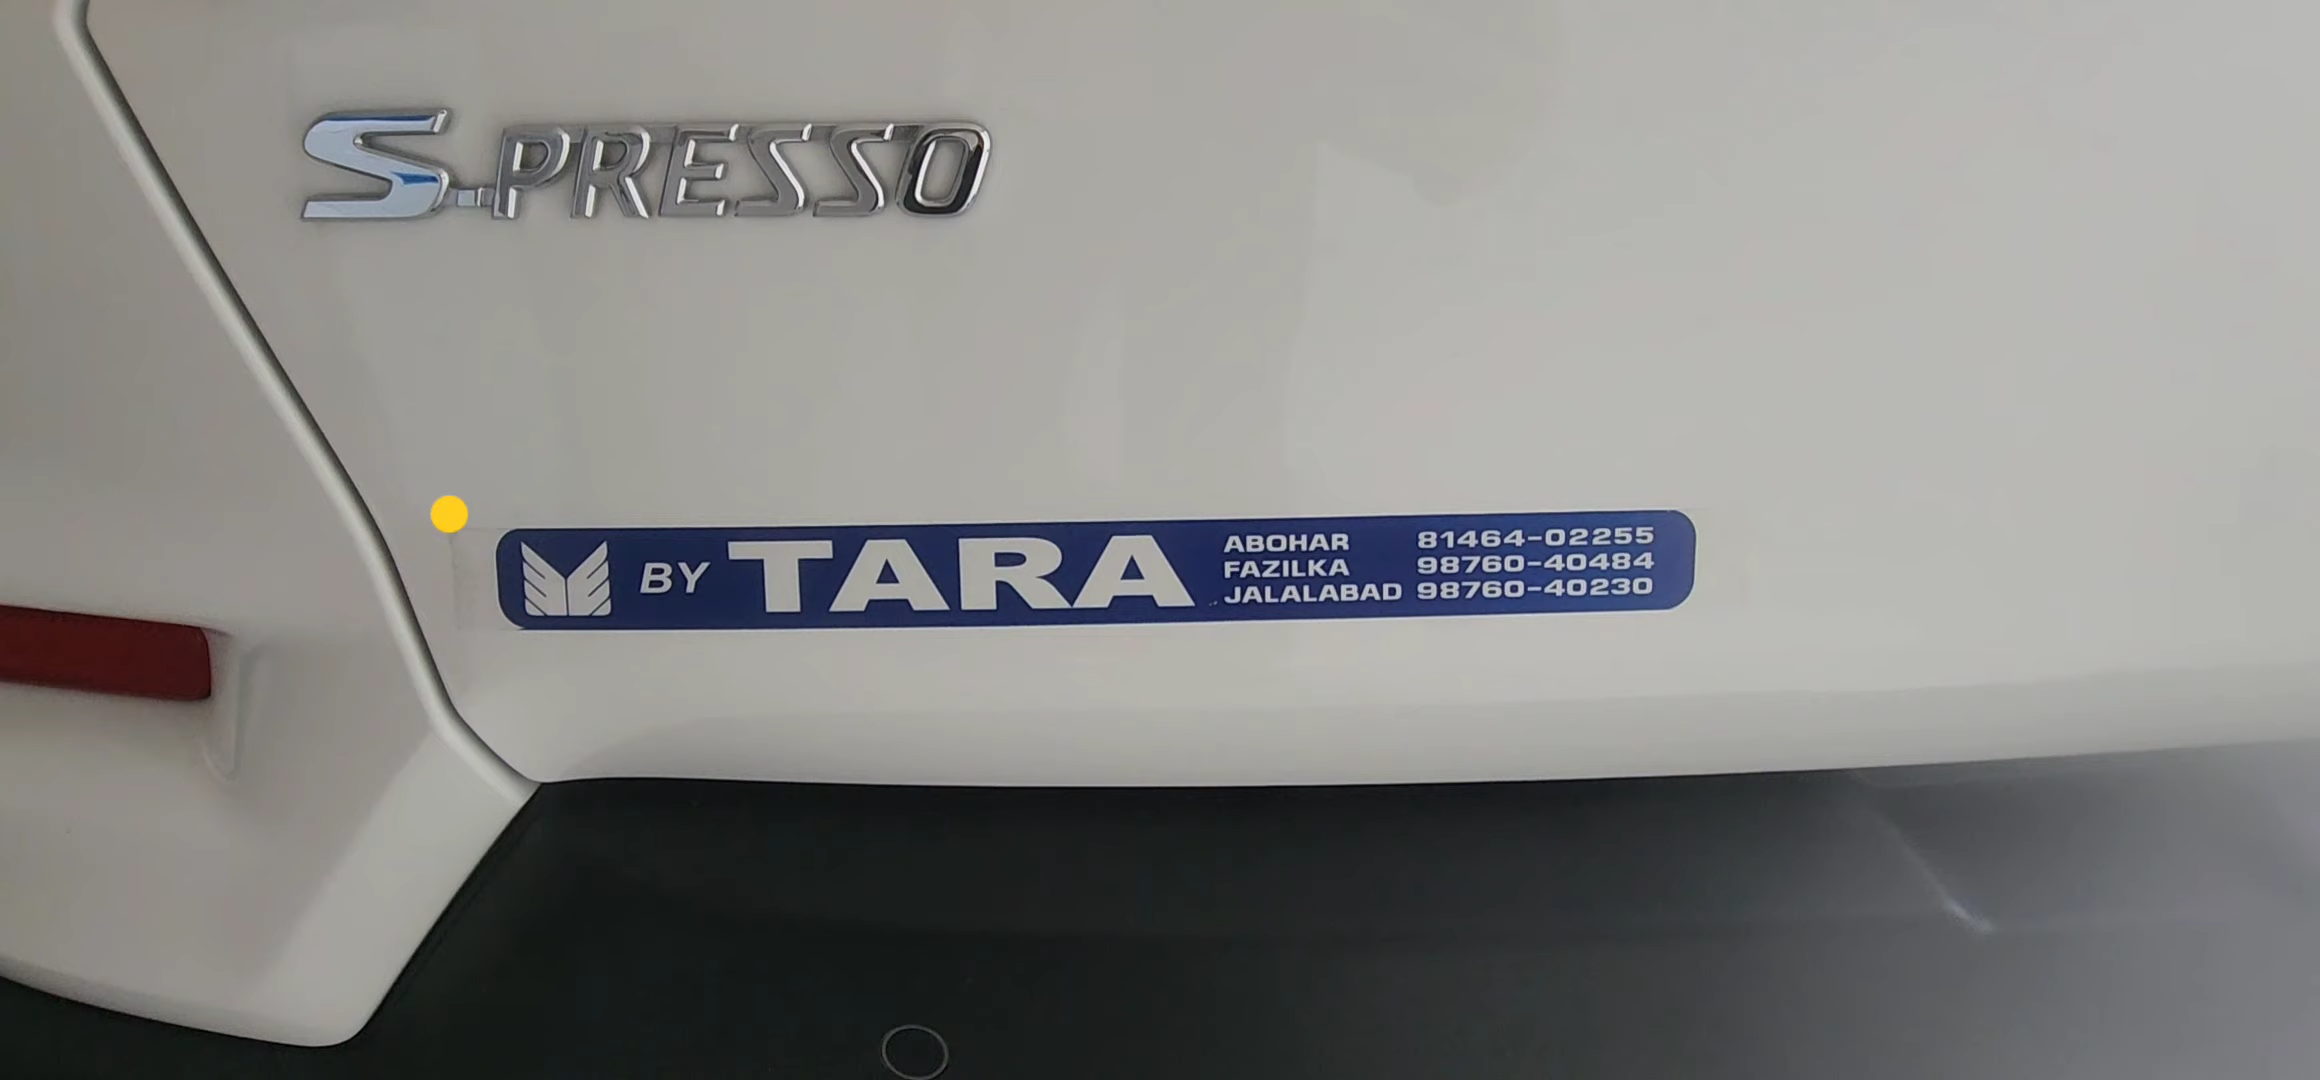 S-PRESSO
BY TARA
ABOHAR 81464-02255
FAZILKA 98760-40484
JALALABAD 98760-40230